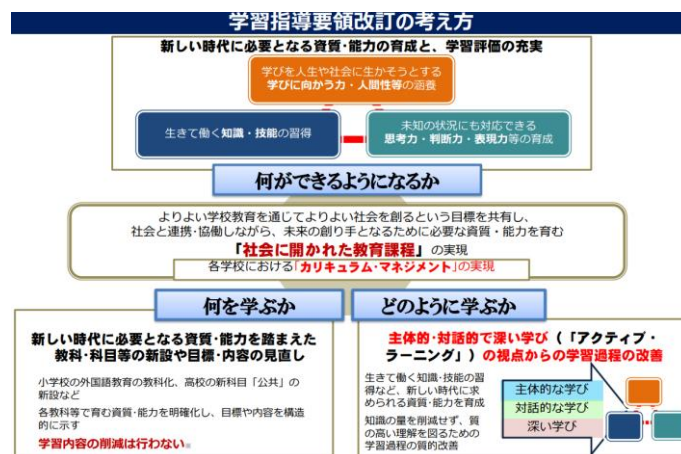 学習指導要領改訂の考え方
新しい時代に必要となる資質・能力の育成と、学習評価の充実
学びを人生や社会に生かそうとする
学びに向かう力・人間性等の涵養
生きて働く知識・技能の習得
未知の状況にも対応できる
思考力・判断力・表現力等の育成
何ができるようになるか
よりよい学校教育を通じてよりよい社会を創るという目標を共有し、
社会と連携・協働しながら、未来の創り手となるために必要な資質・能力を育む
「社会に開かれた教育課程」の実現
各学校における「カリキュラム・マネジメント」の実現
何を学ぶか
新しい時代に必要となる資質・能力を踏まえた
教科・科目等の新設や目標・内容の見直し
小学校の外国語教育の教科化、高校の新科目「公共」の
新設など
各教科等で育む資質・能力を明確化し、目標や内容を構造
的に示す
学習内容の削減は行わない※
どのように学ぶか
主体的・対話的で深い学び(「アクティブ・
ラーニング」)の視点からの学習過程の改善
生きて働く知識・技能の習
得など、新しい時代に求
められる資質・能力を育成
知識の量を削減せず、質
の高い理解を図るための
学習過程の質的改善
主体的な学び
対話的な学び
深い学び